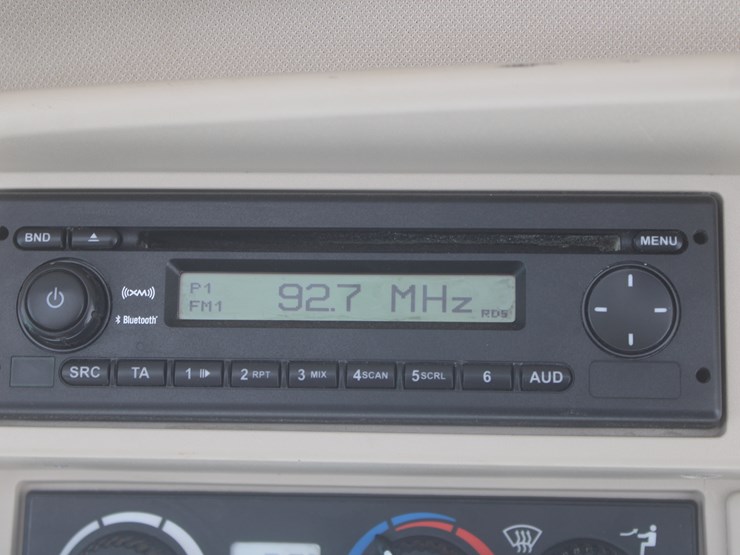 BND
MENU
((XM))
Bluetooth
P1
FM1
92.7 MHz
RDS
SRC
TA
1
2 RPT
3 MIX
4 SCAN
5 SCRL
6
AUD